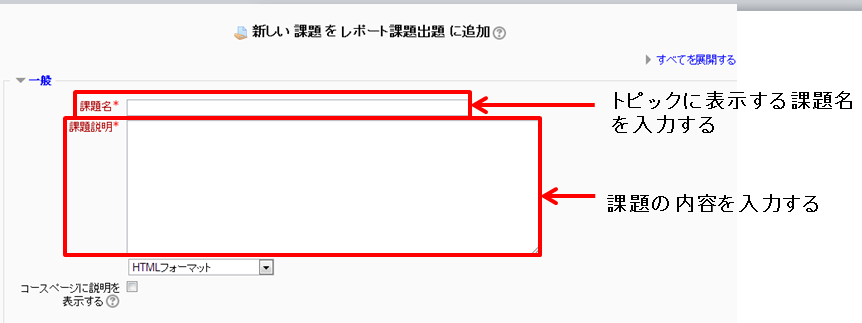 新しい 課題 を レポート課題出題 に追加
すべてを展開する
一般
課題名*
トピックに表示する課題名
を入力する
課題説明*
課題の内容を入力する
HTMLフォーマット
コースページに説明を
表示する